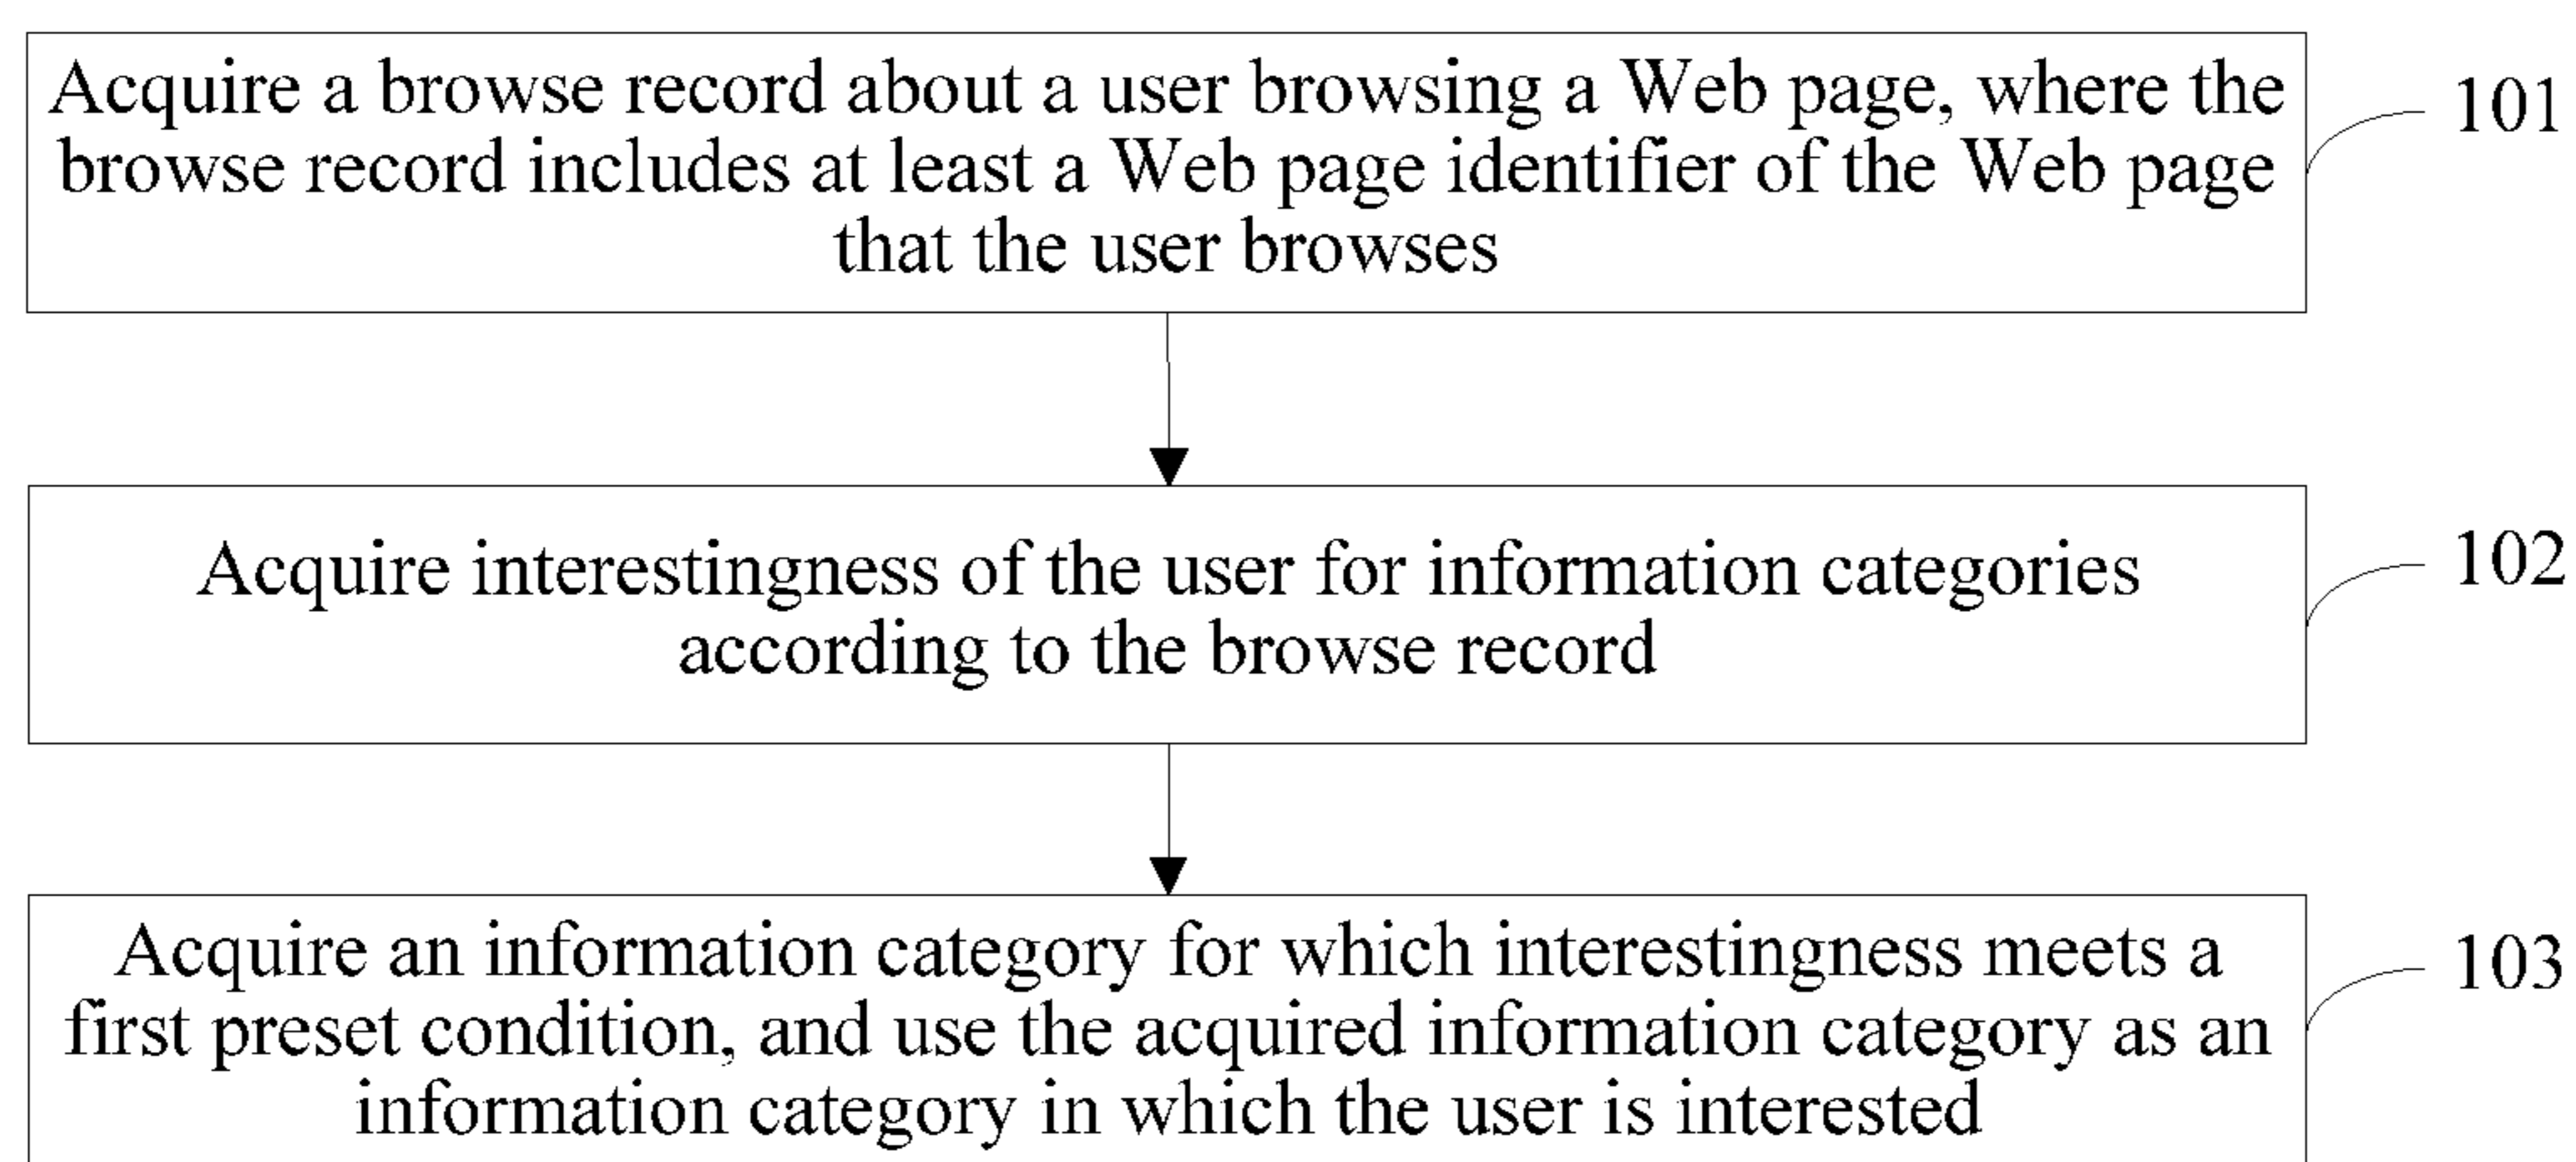 Acquire a browse record about a user browsing a Web page, where the
browse record includes at least a Web page identifier of the Web page
that the user browses
101
Acquire interestingness of the user for information categories
according to the browse record
102
Acquire an information category for which interestingness meets a
first preset condition, and use the acquired information category as an
information category in which the user is interested
103